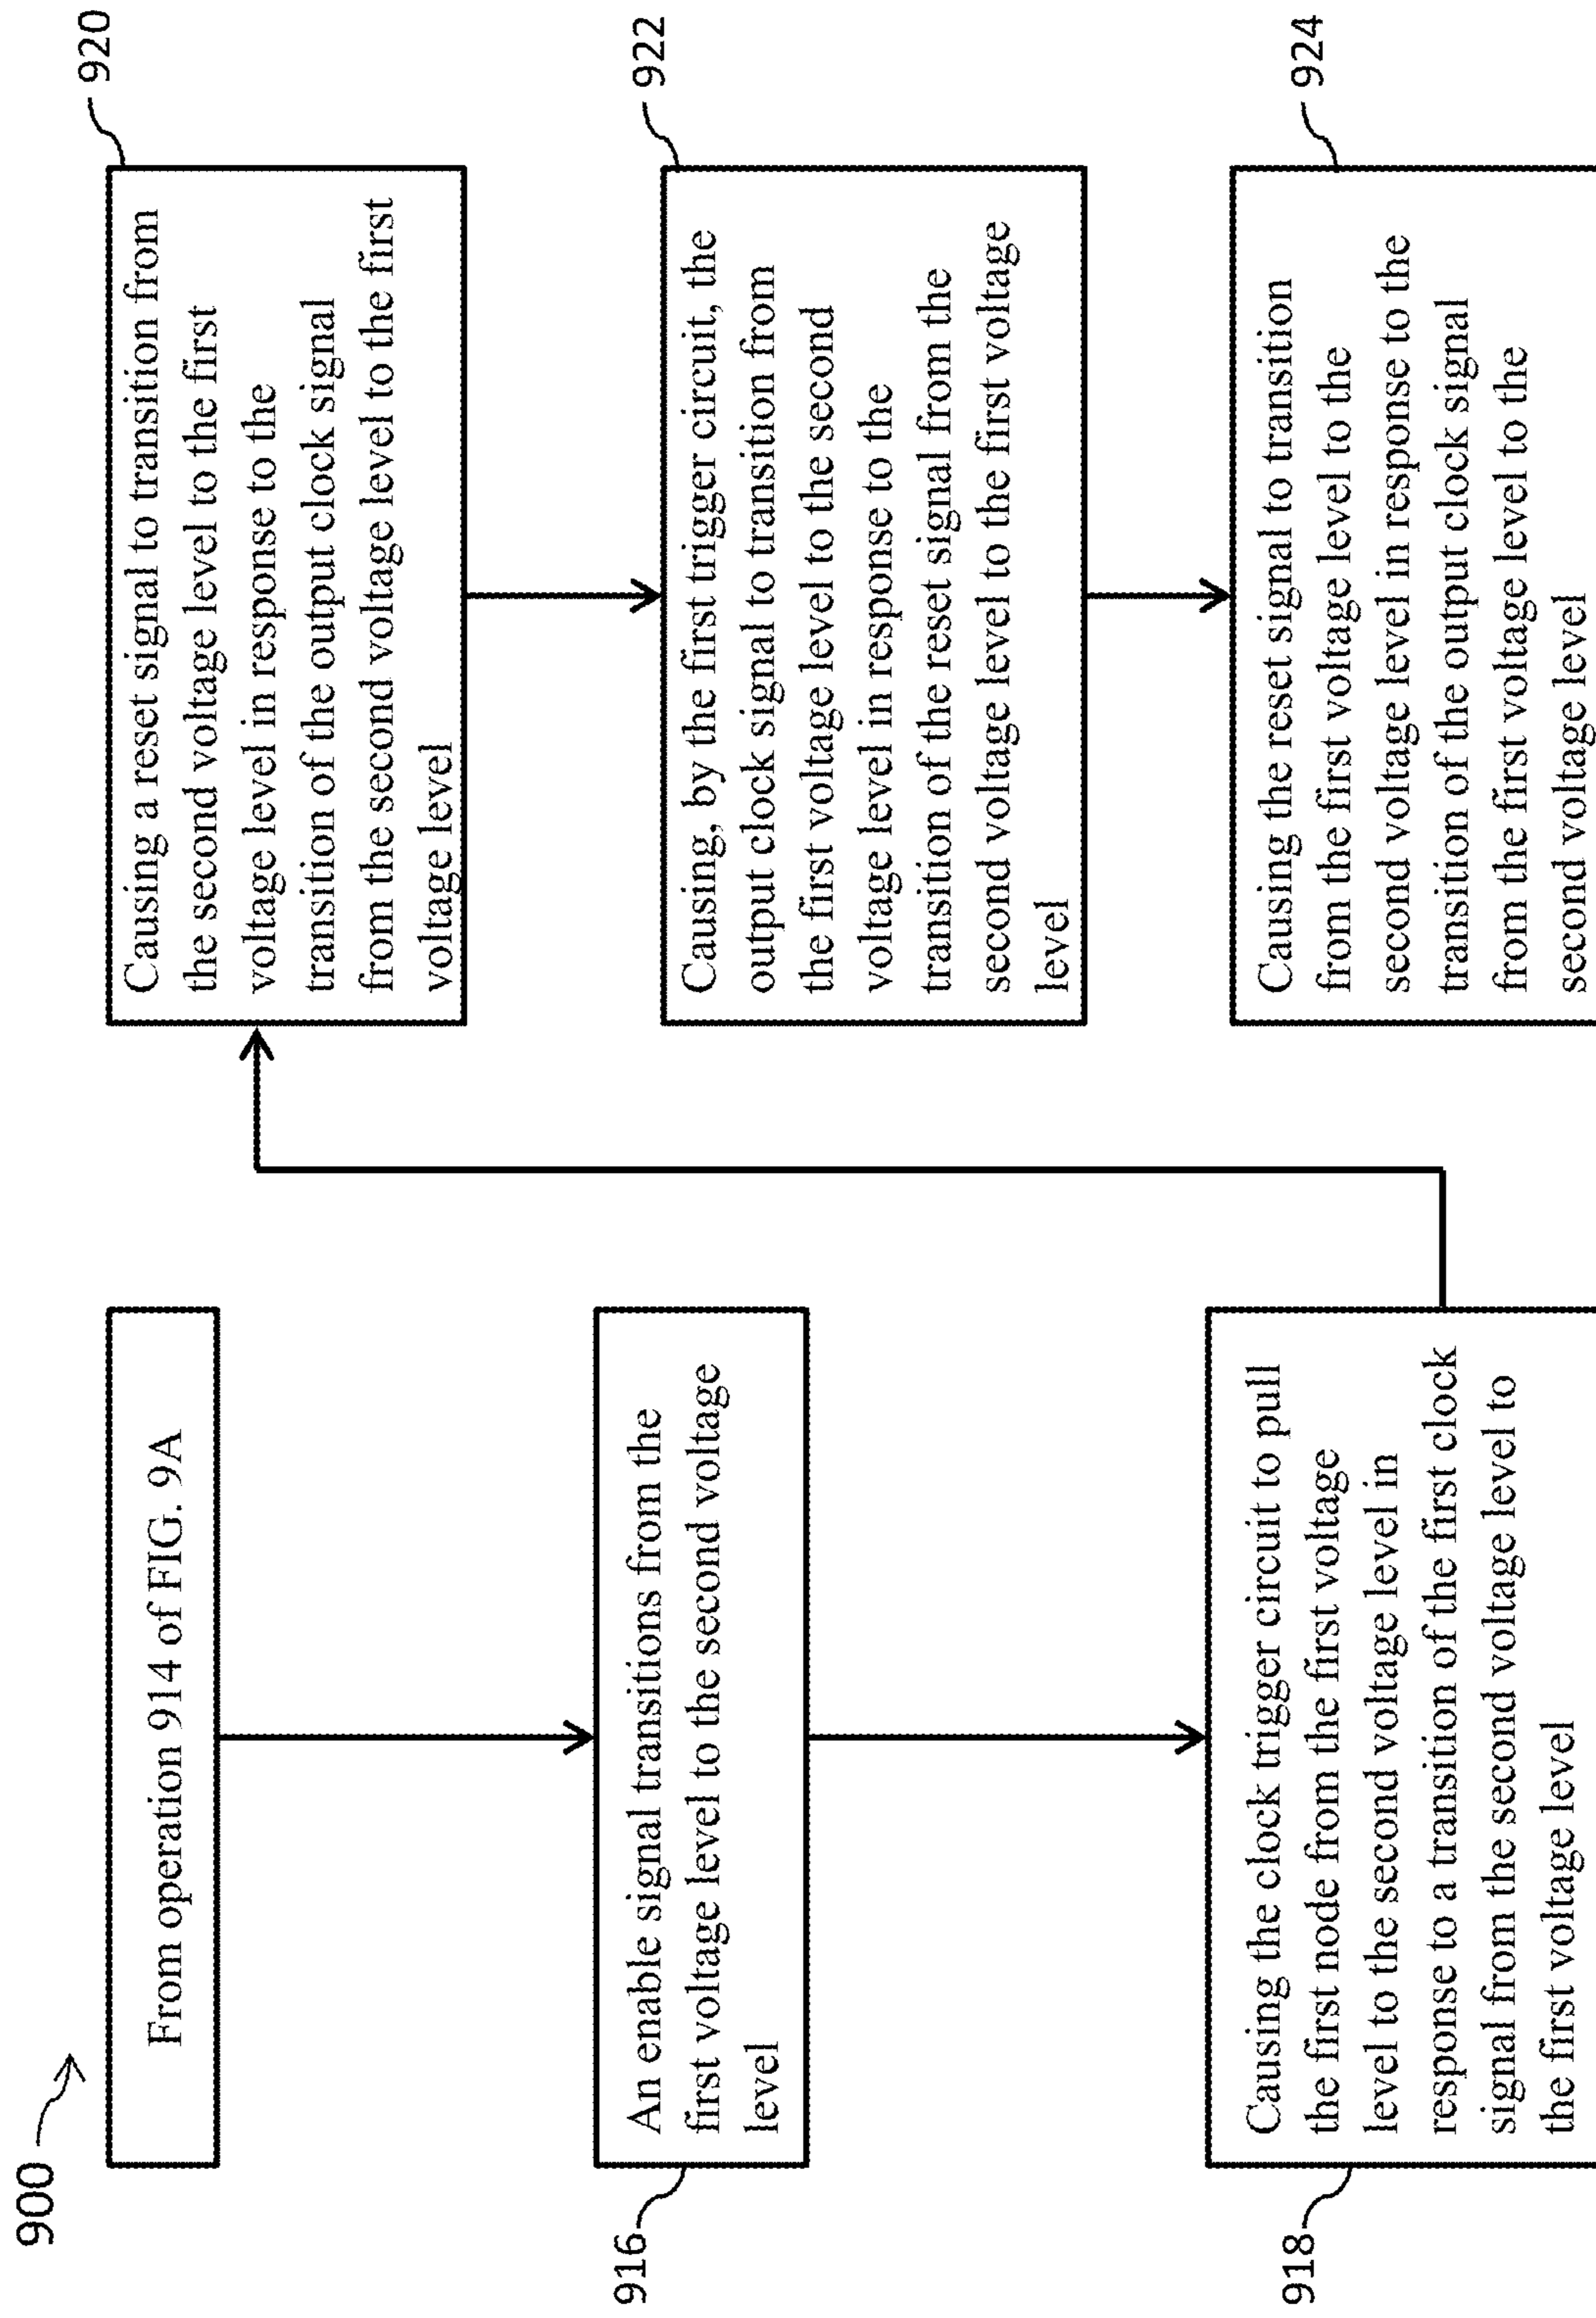 900
From operation 914 of FIG. 9A
916
An enable signal transitions from the
first voltage level to the second voltage
level
918
Causing the clock trigger circuit to pull
the first node from the first voltage
level to the second voltage level in
response to a transition of the first clock
signal from the second voltage level to
the first voltage level
920
Causing a reset signal to transition from
the second voltage level to the first
voltage level in response to the
transition of the output clock signal
from the second voltage level to the first
voltage level
922
Causing, by the first trigger circuit, the
output clock signal to transition from
the first voltage level to the second
voltage level in response to the
transition of the reset signal from the
second voltage level to the first voltage
level
924
Causing the reset signal to transition
from the first voltage level to the
second voltage level in response to the
transition of the output clock signal
from the first voltage level to the
second voltage level